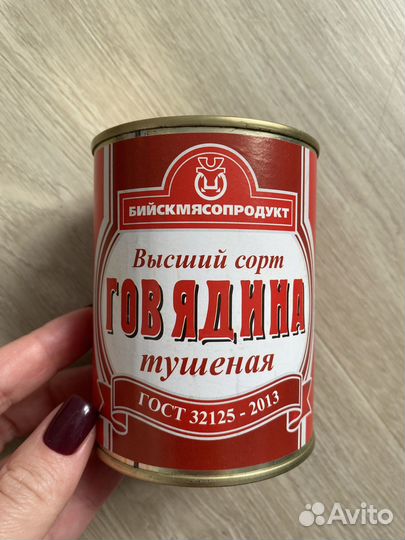 БИЙСКМЯСОПРОДУКТ
Высший сорт
ГОВЯДИНА
тушеная
ГОСТ 32125 - 2013
Avito